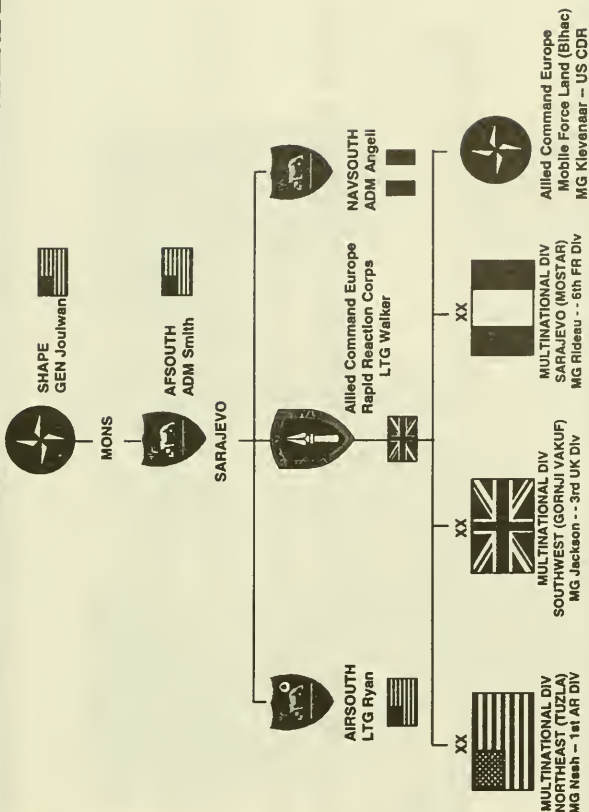 SHAPE
GEN Joulwan
MONS
AFSOUTH
ADM Smith
SARAJEVO
AIRSOUTH
LTG Ryan
Allied Command Europe
Rapid Reaction Corps
LTG Walker
NAVSOUTH
ADM Angeli
XX
MULTINATIONAL DIV
NORTHEAST (TUZLA)
MG Nash -- 1st AR DIV
XX
MULTINATIONAL DIV
SOUTHWEST (GORNJI VAKUF)
MG Jackson - - 3rd UK Div
XX
MULTINATIONAL DIV
SARAJEVO (MOSTAR)
MG Rideau - - 6th FR Div
Allied Command Europe
Mobile Force Land (Bihac)
MG Klevenaar -- US CDR